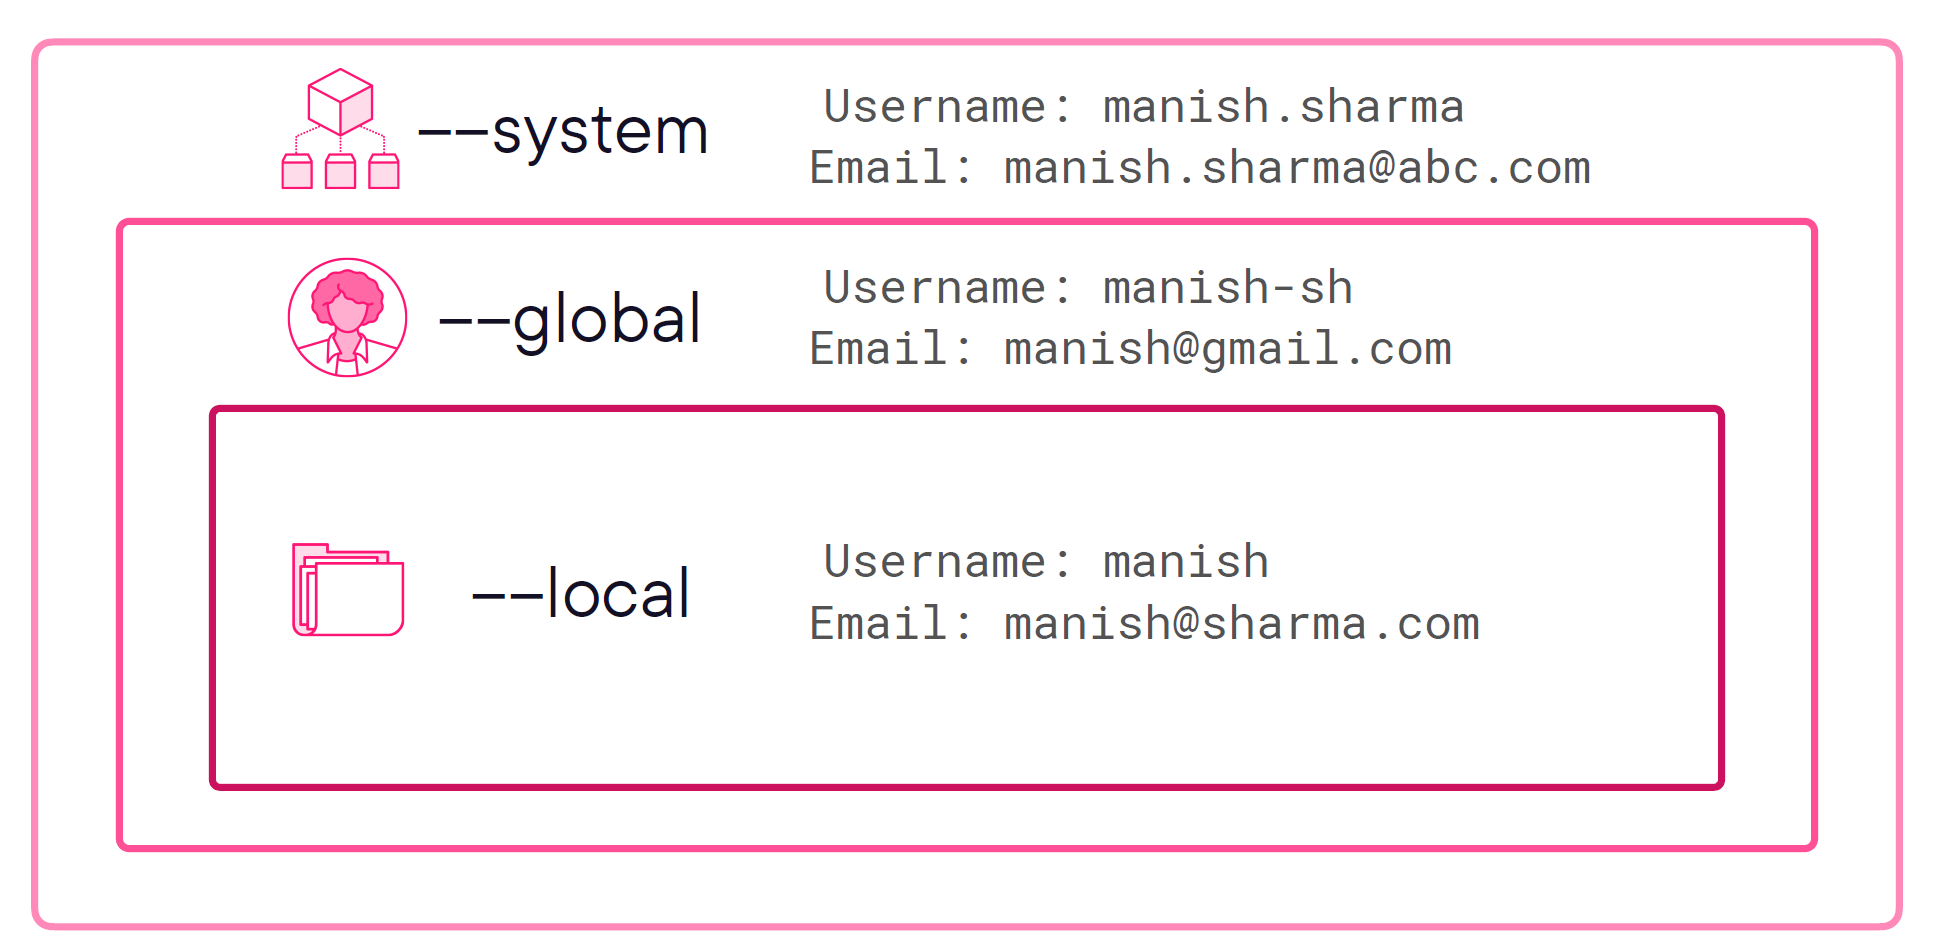 --system
Username: manish.sharma
Email: manish.sharma@abc.com
--global
Username: manish-sh
Email: manish@gmail.com
--local
Username: manish
Email: manish@sharma.com